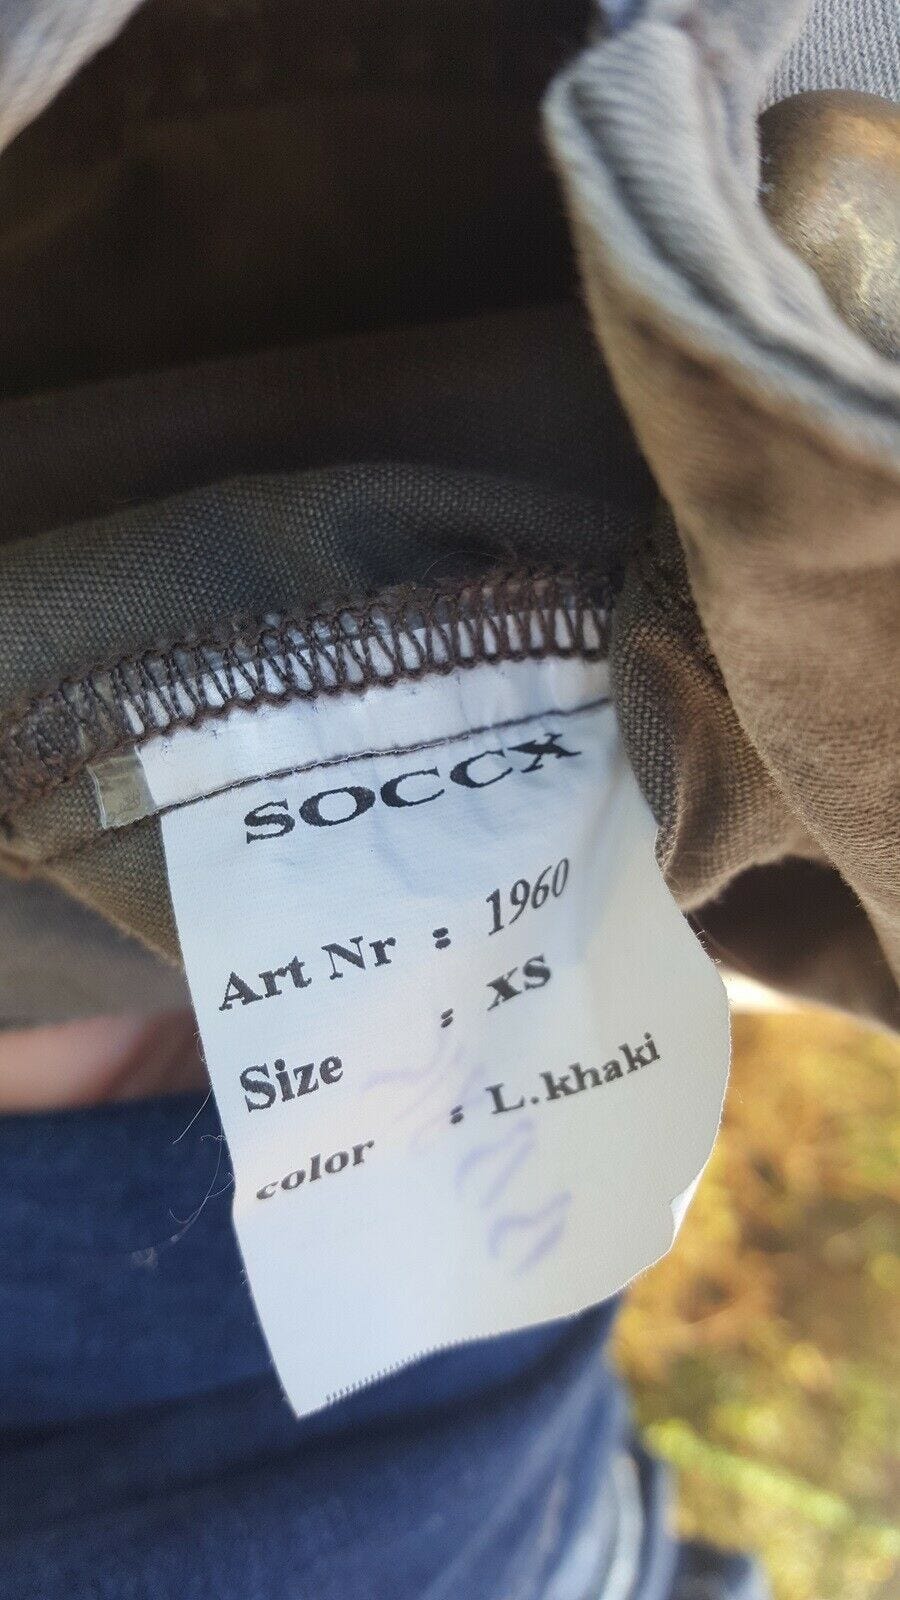 SOCCX
Art Nr : 1960
Size : XS
color : L.khaki